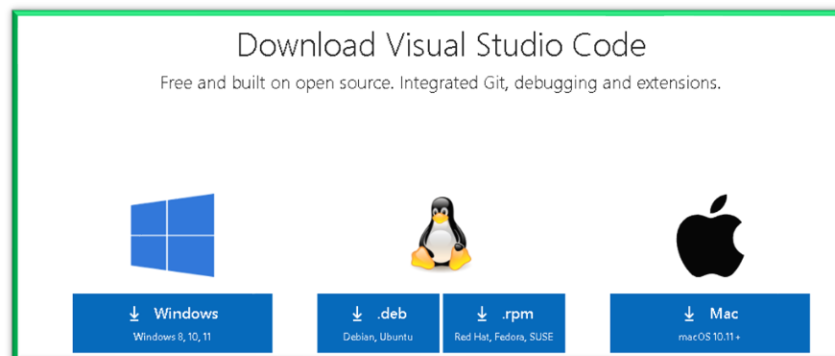 Download Visual Studio Code
Free and built on open source. Integrated Git, debugging and extensions.
Windows
Windows 8, 10, 11
.deb
Debian, Ubuntu
.rpm
Red Hat, Fedora, SUSE
Mac
macOS 10.11+